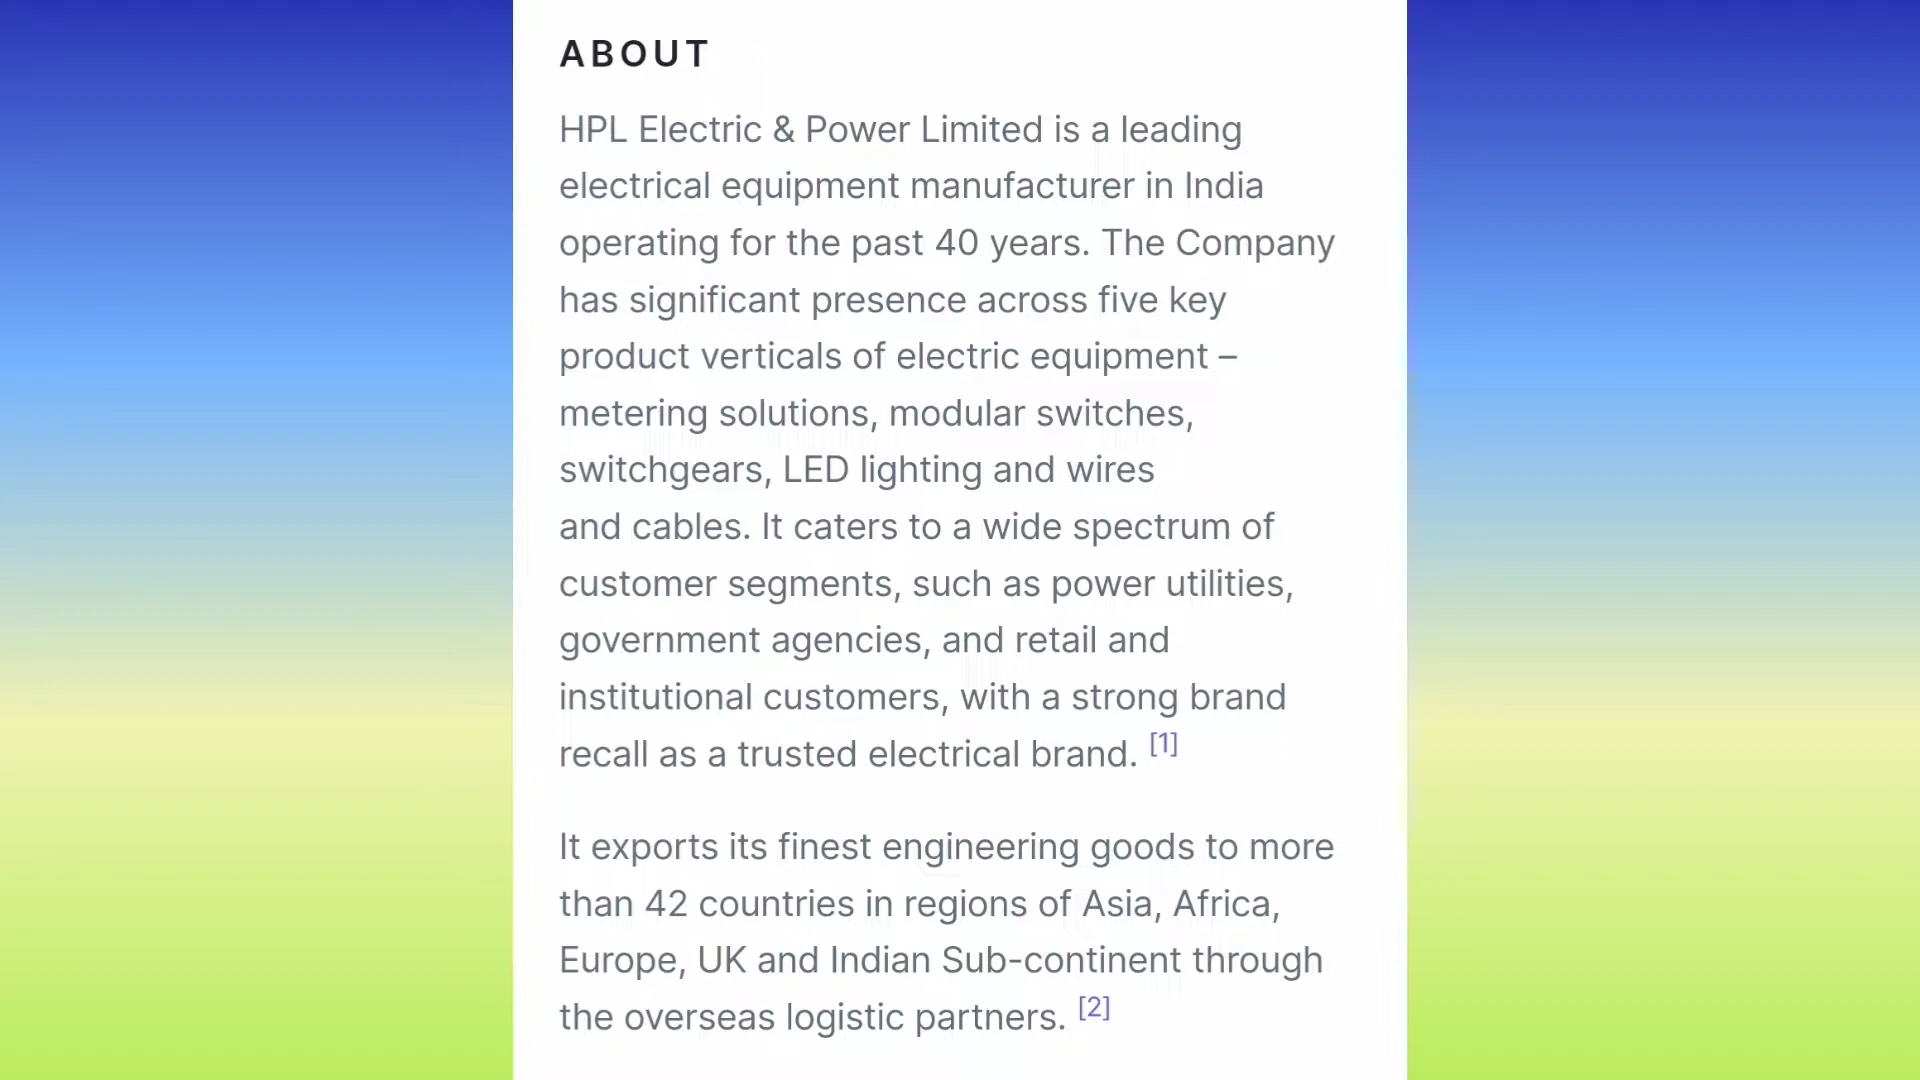 ABOUT
HPL Electric & Power Limited is a leading
electrical equipment manufacturer in India
operating for the past 40 years. The Company
has significant presence across five key
product verticals of electric equipment –
metering solutions, modular switches,
switchgears, LED lighting and wires
and cables. It caters to a wide spectrum of
customer segments, such as power utilities,
government agencies, and retail and
institutional customers, with a strong brand
recall as a trusted electrical brand. [1]
It exports its finest engineering goods to more
than 42 countries in regions of Asia, Africa,
Europe, UK and Indian Sub-continent through
the overseas logistic partners. [2]